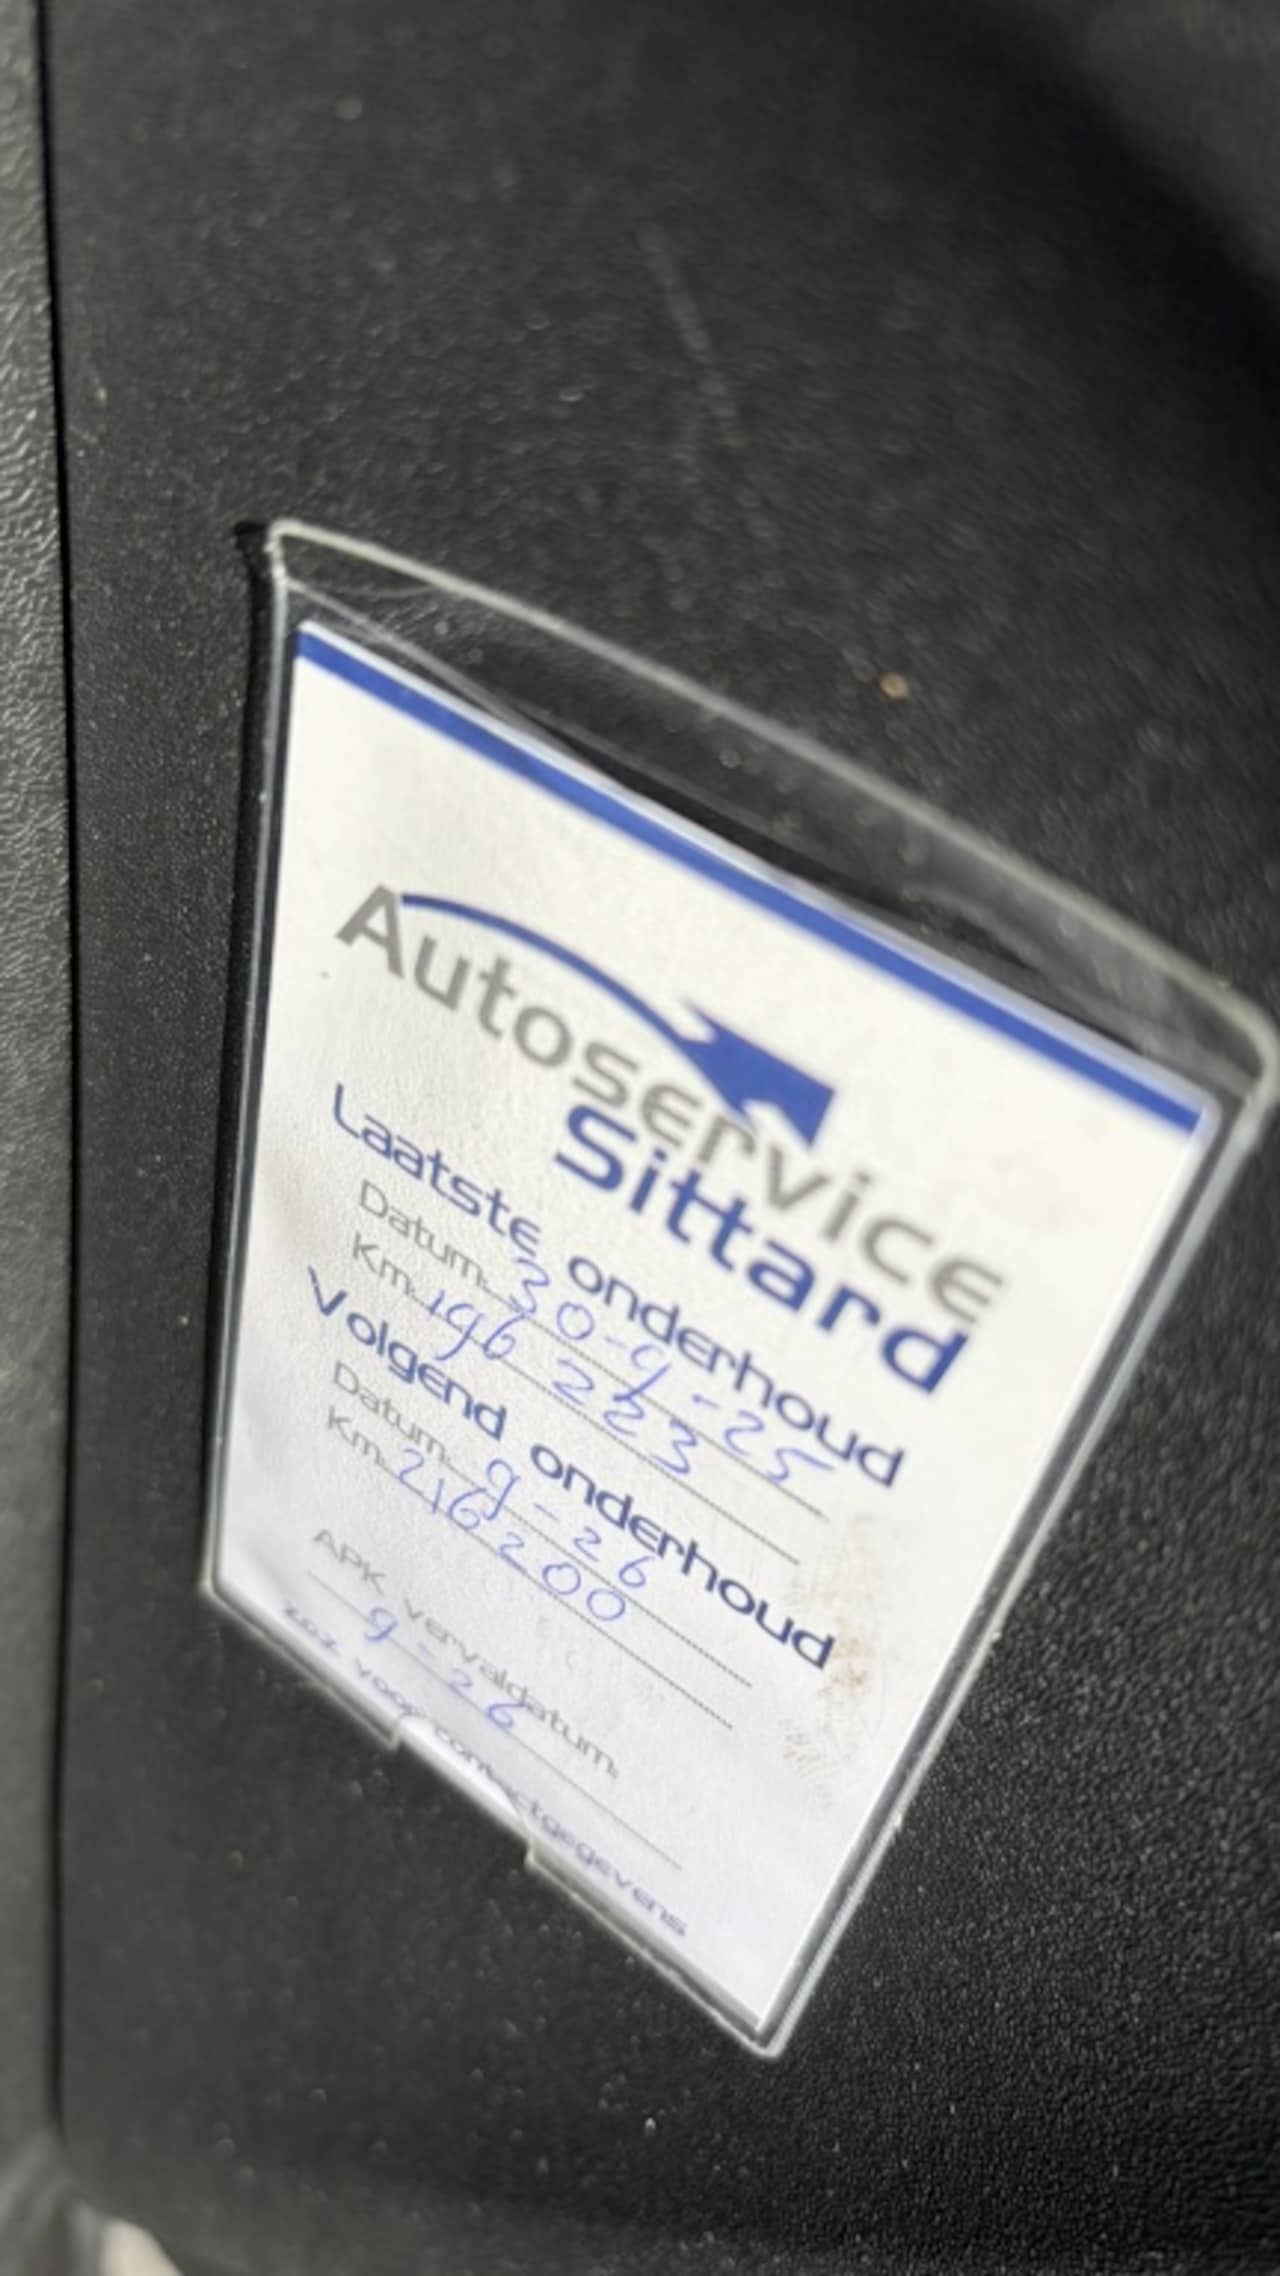 Autoservice
Sittard
Laatste onderhoud
Datum: 30-9-25
Km. 196 223
Volgend onderhoud
Datum: 9-26
Km. 216 200
APK vervaldatum:
9-26
zoz voor contactgegevens